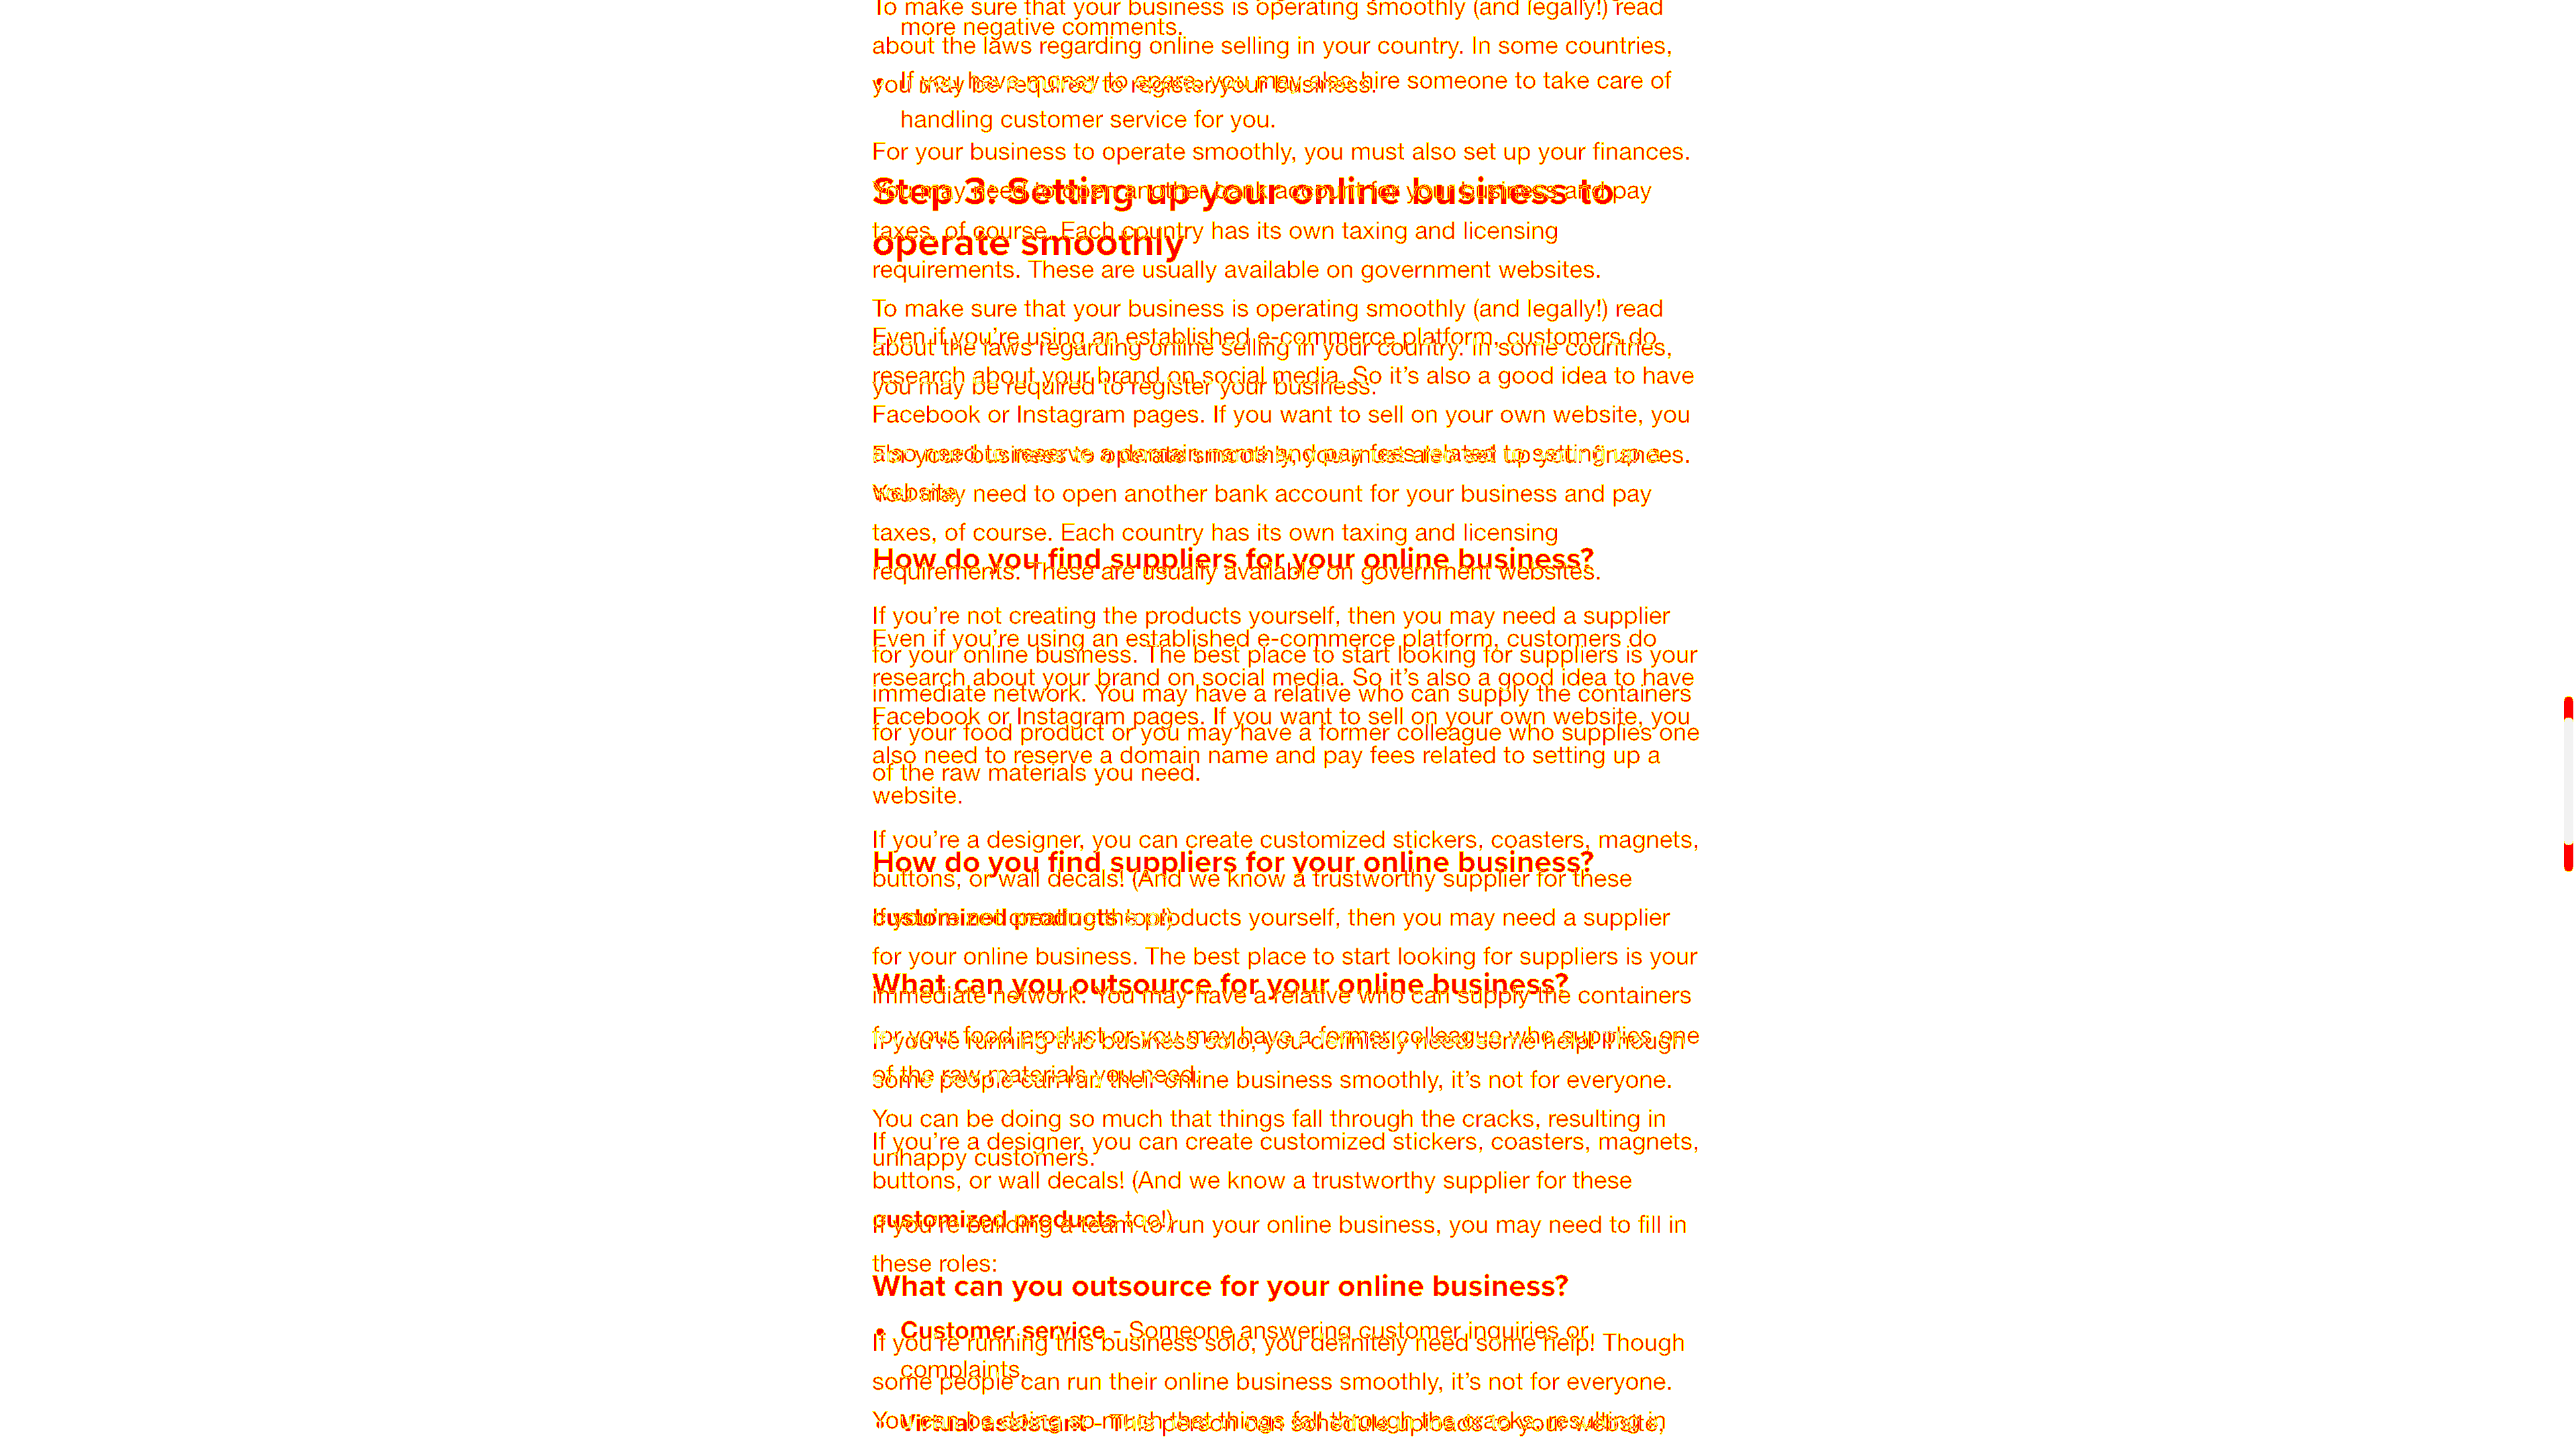 To make sure that your business is operating smoothly (and legally!) read
more negative comments.
about the laws regarding online selling in your country. In some countries,
If you have money to spare, you may also hire someone to take care of
you may be required to register your business.
handling customer service for you.
For your business to operate smoothly, you must also set up your finances.
Step 3: Setting up your online business to
You may need to open another bank account for your business and pay
taxes, of course. Each country has its own taxing and licensing
operate smoothly
requirements. These are usually available on government websites.
To make sure that your business is operating smoothly (and legally!) read
Even if you're using an established e-commerce platform, customers do
about the laws regarding online selling in your country. In some countries,
research about your brand on social media. So it's also a good idea to have
you may be required to register your business.
Facebook or Instagram pages. If you want to sell on your own website, you
also need to reserve a domain name and pay fees related to setting up a
For your business to operate smoothly, you must also set up your finances.
website.
You may need to open another bank account for your business and pay
taxes, of course. Each country has its own taxing and licensing
How do you find suppliers for your online business?
requirements. These are usually available on government websites.
If you're not creating the products yourself, then you may need a supplier
Even if you're using an established e-commerce platform, customers do
for your online business. The best place to start looking for suppliers is your
research about your brand on social media. So it's also a good idea to have
immediate network. You may have a relative who can supply the containers
Facebook or Instagram pages. If you want to sell on your own website, you
for your food product or you may have a former colleague who supplies one
also need to reserve a domain name and pay fees related to setting up a
of the raw materials you need.
website.
If you're a designer, you can create customized stickers, coasters, magnets,
How do you find suppliers for your online business?
buttons, or wall decals! (And we know a trustworthy supplier for these
customized products too!)
If you're not creating the products yourself, then you may need a supplier
for your online business. The best place to start looking for suppliers is your
What can you outsource for your online business?
immediate network. You may have a relative who can supply the containers
for your food product or you may have a former colleague who supplies one
If you're running this business solo, you definitely need some help! Though
of the raw materials you need.
some people can run their online business smoothly, it's not for everyone.
You can be doing so much that things fall through the cracks, resulting in
If you're a designer, you can create customized stickers, coasters, magnets,
unhappy customers.
buttons, or wall decals! (And we know a trustworthy supplier for these
customized products too!)
If you're building a team to run your online business, you may need to fill in
these roles:
What can you outsource for your online business?
Customer service - Someone answering customer inquiries or
If you're running this business solo, you definitely need some help! Though
complaints.
some people can run their online business smoothly, it's not for everyone.
You can be doing so much that things fall through the cracks, resulting in
Virtual assistant - This person can schedule uploads to your website,